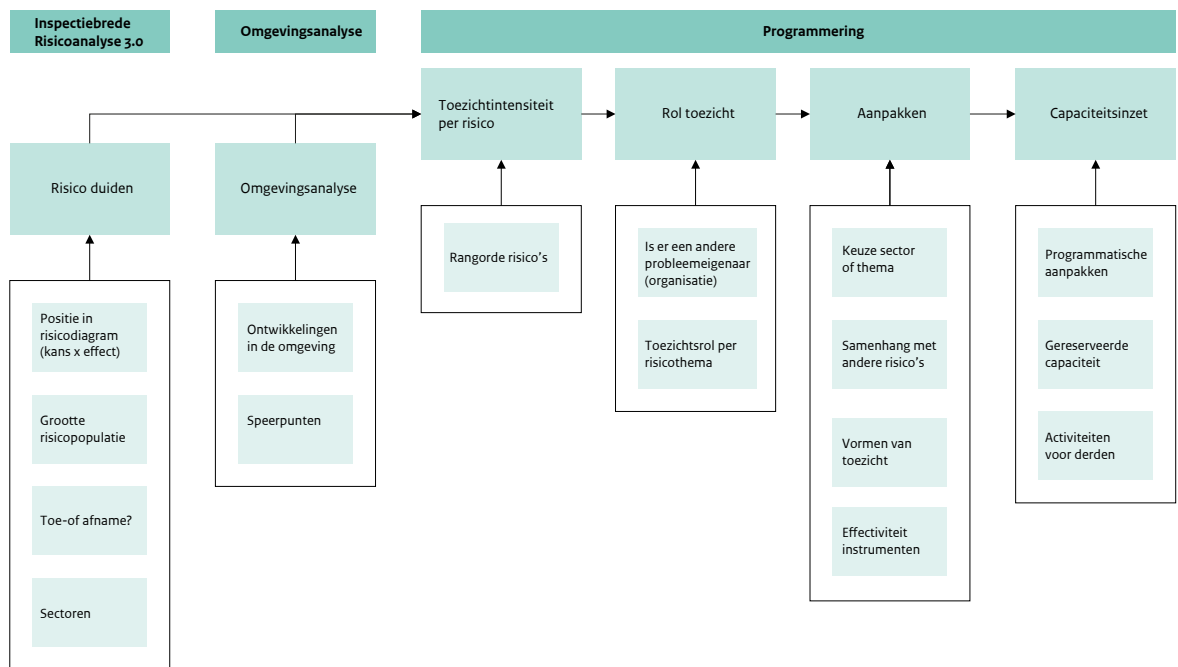 Inspectiebrede
Risicoanalyse 3.0
Omgevingsanalyse
Programmering
Toezichtintensiteit
per risico
Rol toezicht
Aanpakken
Capaciteitsinzet
Risico duiden
Omgevingsanalyse
Positie in
risicodiagram
(kans x effect)
Grootte
risicopopulatie
Toe-of afname?
Sectoren
Ontwikkelingen
in de omgeving
Speerpunten
Rangorde risico's
Is er een andere
probleemeigenaar
(organisatie)
Toezichtsrol per
risicothema
Keuze sector
of thema
Samenhang met
andere risico's
Vormen van
toezicht
Effectiviteit
instrumenten
Programmatische
aanpakken
Gereserveerde
capaciteit
Activiteiten
voor derden